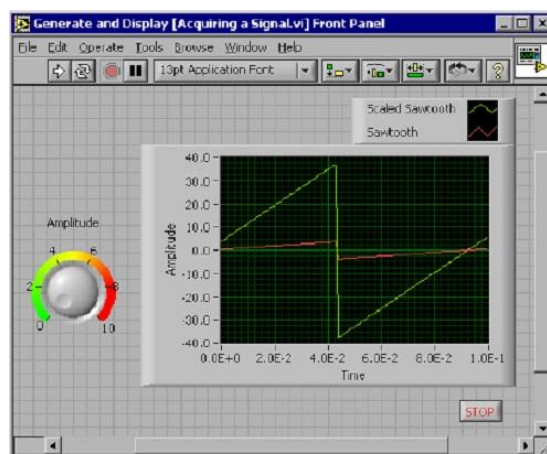 Generate and Display [Acquiring a Signal.vi] Front Panel
File Edit Operate Tools Browse Window Help
13pt Application Font
Scaled Sawtooth
Sawtooth
40.0
30.0
20.0
10.0
0.0
-10.0
-20.0
-30.0
-40.0
Amplitude
0.0E+0 2.0E-2 4.0E-2 6.0E-2 8.0E-2 1.0E-1
Time
Amplitude
4 6
2 8
0 10
STOP